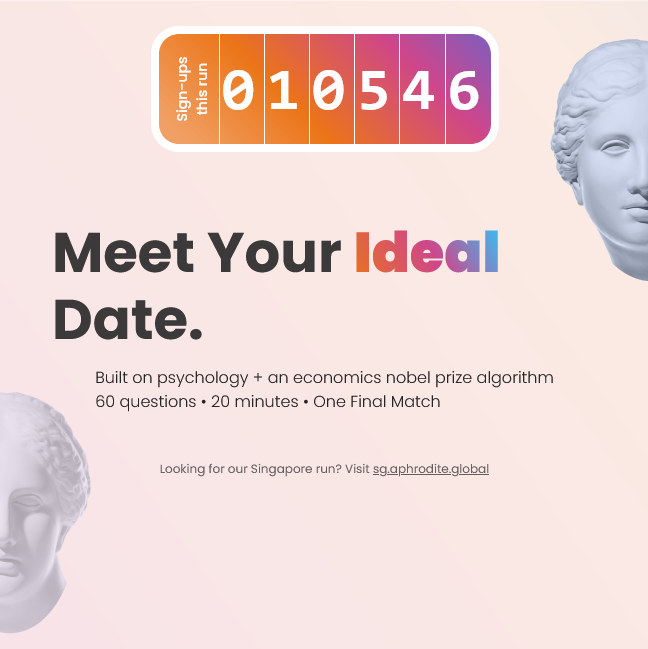 Sign-ups
this run
010546
Meet Your Ideal
Date.
Built on psychology + an economics nobel prize algorithm
60 questions • 20 minutes • One Final Match
Looking for our Singapore run? Visit sg.aphrodite.global